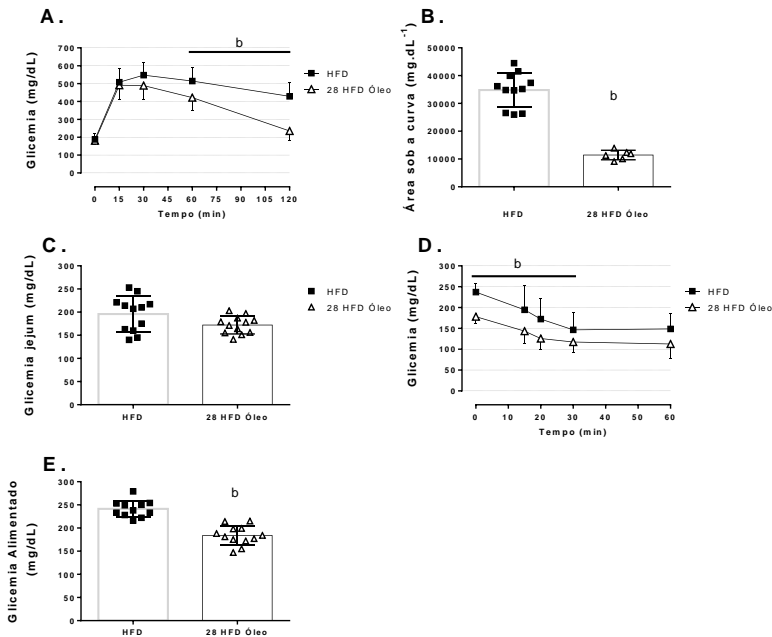 A.
Glicemia (mg/dL)
700
600
500
400
300
200
100
0
b
HFD
28 HFD Óleo
0 15 30 45 60 75 90 105 120
Tempo (min)
B.
Área sob a curva (mg.dL⁻¹)
50000
40000
30000
20000
10000
0
b
HFD 28 HFD Óleo
C.
Glicemia jejum (mg/dL)
300
250
200
150
100
50
0
HFD
28 HFD Óleo
HFD 28 HFD Óleo
D.
Glicemia (mg/dL)
300
250
200
150
100
50
0
b
HFD
28 HFD Óleo
0 10 20 30 40 50 60
Tempo (min)
E.
Glicemia Alimentado
(mg/dL)
300
250
200
150
100
50
0
b
HFD 28 HFD Óleo